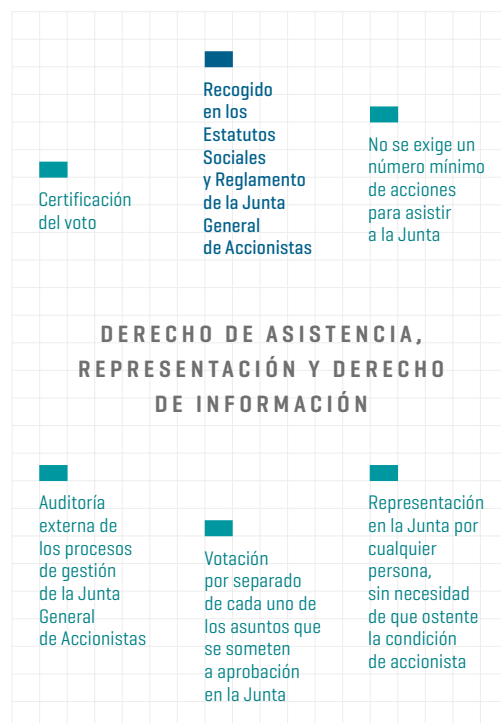 Certificación
del voto
Recogido
en los
Estatutos
Sociales
y Reglamento
de la Junta
General
de Accionistas
No se exige un
número mínimo
de acciones
para asistir
a la Junta
DERECHO DE ASISTENCIA,
REPRESENTACIÓN Y DERECHO
DE INFORMACIÓN
Auditoría
externa de
los procesos
de gestión
de la Junta
General
de Accionistas
Votación
por separado
de cada uno de
los asuntos que
se someten
a aprobación
en la Junta
Representación
en la Junta por
cualquier
persona,
sin necesidad
de que ostente
la condición
de accionista